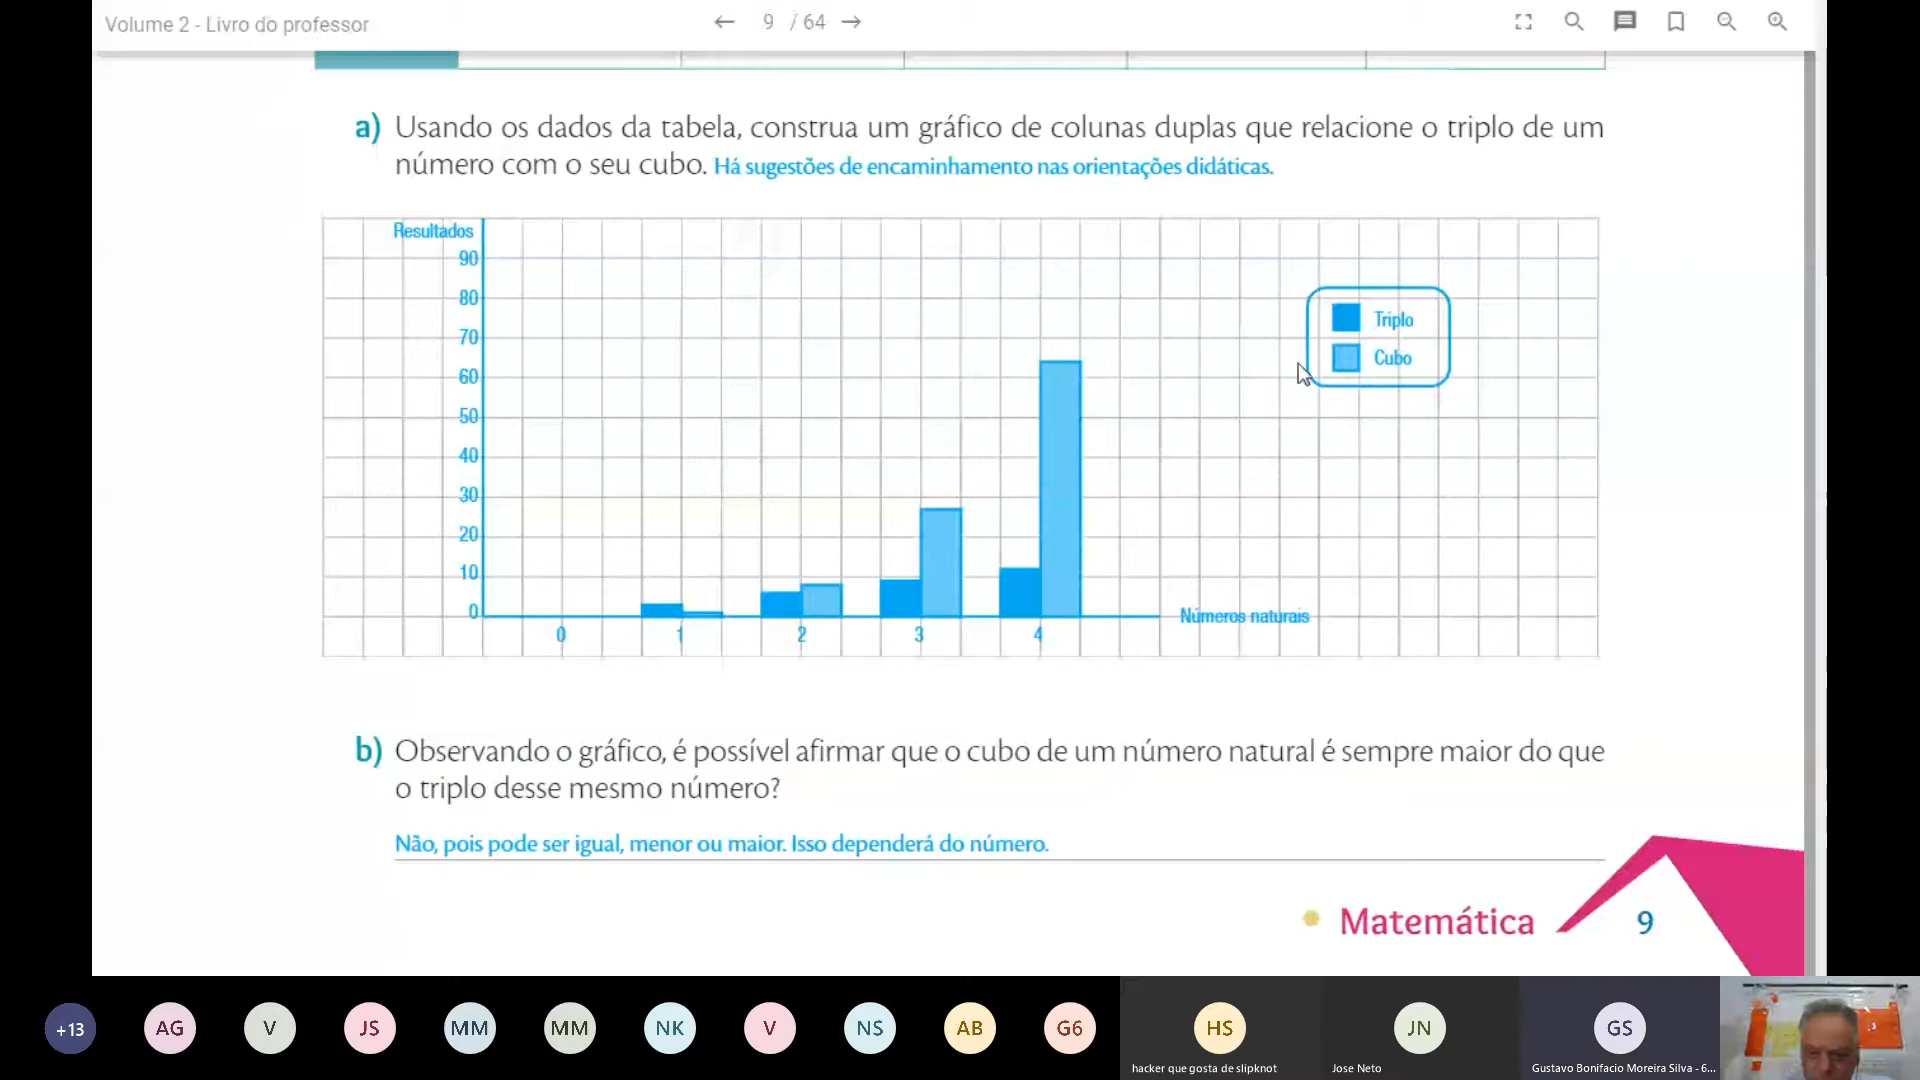 Volume 2 - Livro do professor
9 / 64
a) Usando os dados da tabela, construa um gráfico de colunas duplas que relacione o triplo de um
número com o seu cubo. Há sugestões de encaminhamento nas orientações didáticas.
Resultados
90
80
70
60
50
40
30
20
10
0
Triplo
Cubo
0 1 2 3 4
Números naturais
b) Observando o gráfico, é possível afirmar que o cubo de um número natural é sempre maior do que
o triplo desse mesmo número?
Não, pois pode ser igual, menor ou maior. Isso dependerá do número.
Matemática 9
+13 AG V JS MM MM NK V NS AB G6 HS JN GS
hacker que gosta de slipknot Jose Neto Gustavo Bonifacio Moreira Silva - 6...